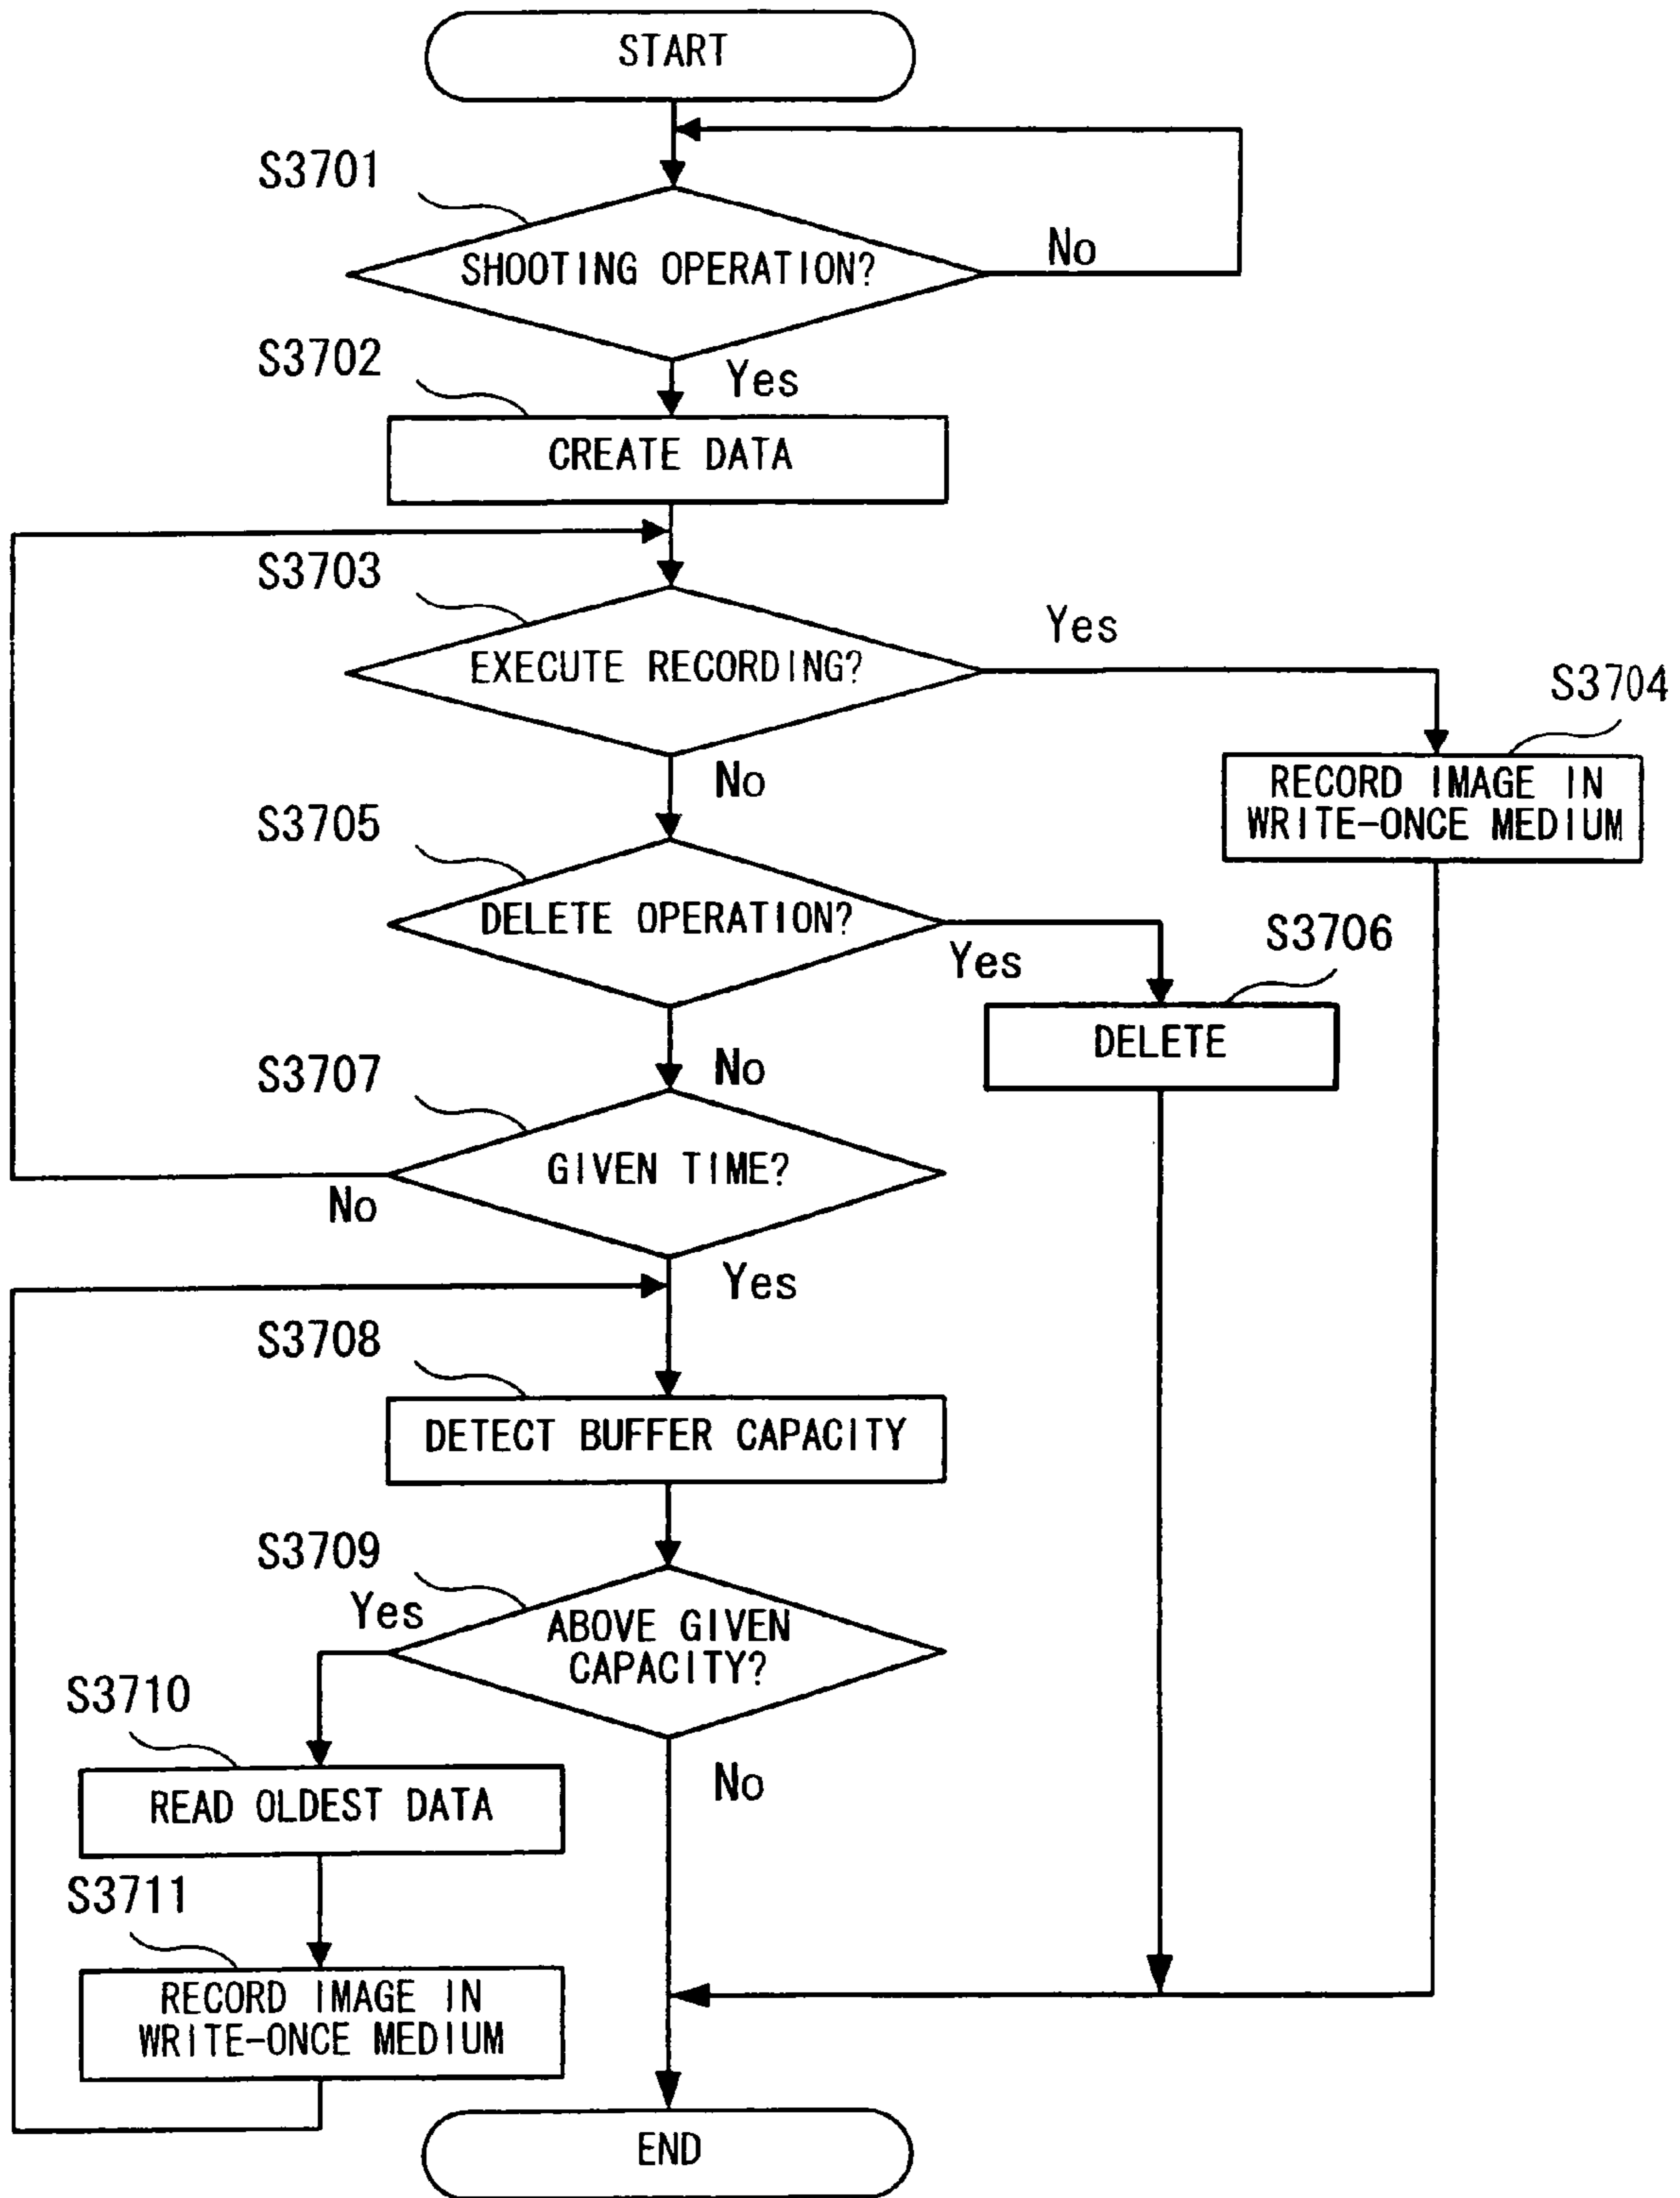 START
S3701
SHOOTING OPERATION?
No
S3702
Yes
CREATE DATA
S3703
EXECUTE RECORDING?
Yes
S3704
RECORD IMAGE IN
WRITE-ONCE MEDIUM
No
S3705
DELETE OPERATION?
Yes
S3706
DELETE
No
S3707
GIVEN TIME?
No
Yes
S3708
DETECT BUFFER CAPACITY
S3709
Yes
ABOVE GIVEN
CAPACITY?
No
S3710
READ OLDEST DATA
S3711
RECORD IMAGE IN
WRITE-ONCE MEDIUM
END